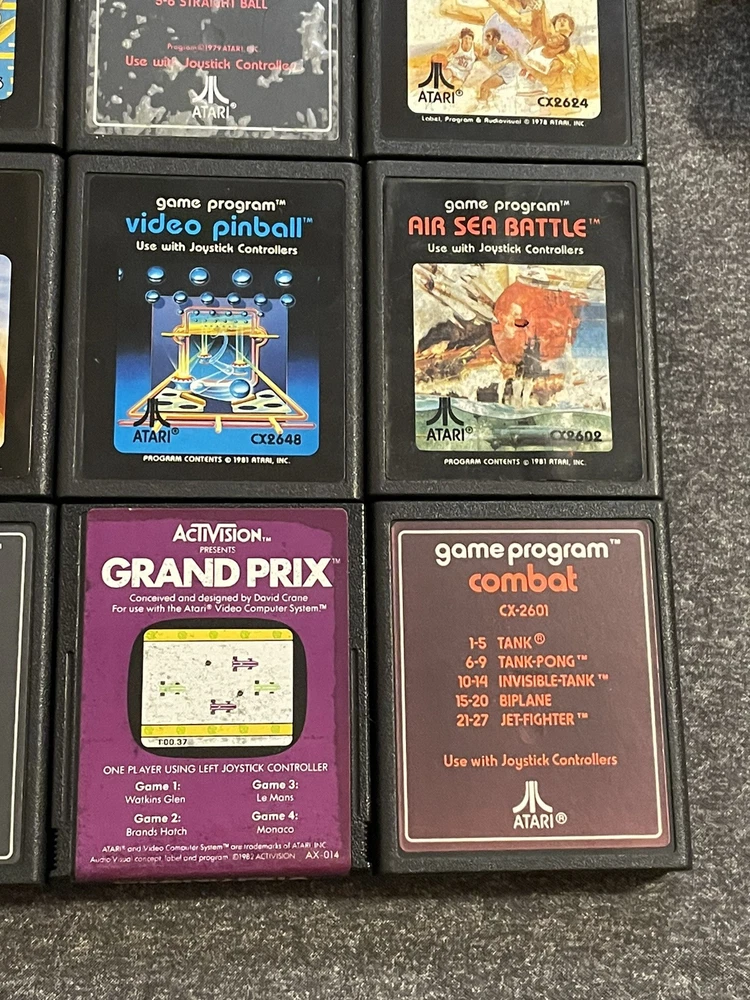 5-6 STRAIGHT BALL
Program ©1979 ATARI, INC.
Use with Joystick Controller
ATARI®
ATARI®
CX2624
Label, Program & Audiovisual © 1978 ATARI, INC.
game program™
video pinball™
Use with Joystick Controllers
ATARI®
CX2648
PROGRAM CONTENTS © 1981 ATARI, INC.
game program™
AIR SEA BATTLE™
Use with Joystick Controllers
ATARI®
CX2602
PROGRAM CONTENTS © 1981 ATARI, INC.
ACTIVISION™
PRESENTS
GRAND PRIX™
Conceived and designed by David Crane
For use with the Atari® Video Computer System.™
1:00.37
ONE PLAYER USING LEFT JOYSTICK CONTROLLER
Game 1:
Watkins Glen
Game 3:
Le Mans
Game 2:
Brands Hatch
Game 4:
Monaco
ATARI® and Video Computer System™ are trademarks of ATARI, INC.
Audio Visual concept, label and program, ©1982 ACTIVISION AX-014
game program™
combat
CX-2601
1-5 TANK®
6-9 TANK-PONG™
10-14 INVISIBLE-TANK™
15-20 BIPLANE
21-27 JET-FIGHTER™
Use with Joystick Controllers
ATARI®